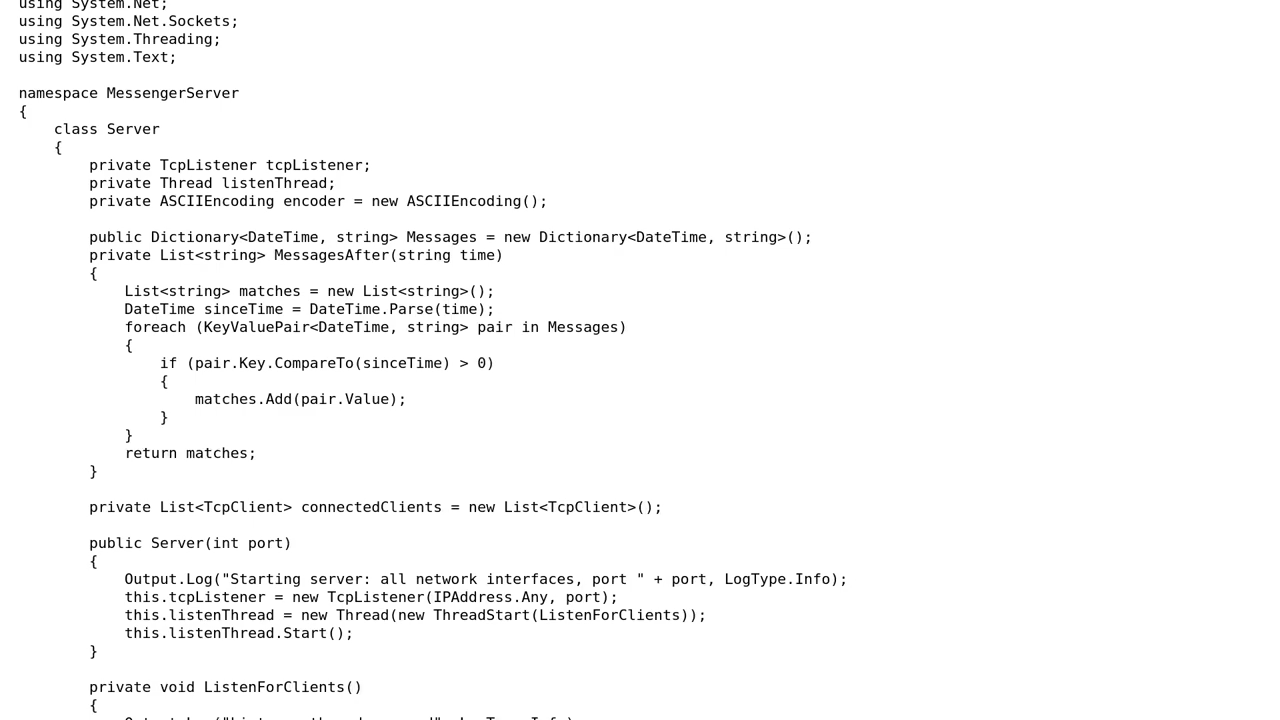 using System.Net;
using System.Net.Sockets;
using System.Threading;
using System.Text;

namespace MessengerServer
{
    class Server
    {
        private TcpListener tcpListener;
        private Thread listenThread;
        private ASCIIEncoding encoder = new ASCIIEncoding();

        public Dictionary<DateTime, string> Messages = new Dictionary<DateTime, string>();
        private List<string> MessagesAfter(string time)
        {
            List<string> matches = new List<string>();
            DateTime sinceTime = DateTime.Parse(time);
            foreach (KeyValuePair<DateTime, string> pair in Messages)
            {
                if (pair.Key.CompareTo(sinceTime) > 0)
                {
                    matches.Add(pair.Value);
                }
            }
            return matches;
        }

        private List<TcpClient> connectedClients = new List<TcpClient>();

        public Server(int port)
        {
            Output.Log("Starting server: all network interfaces, port " + port, LogType.Info);
            this.tcpListener = new TcpListener(IPAddress.Any, port);
            this.listenThread = new Thread(new ThreadStart(ListenForClients));
            this.listenThread.Start();
        }

        private void ListenForClients()
        {